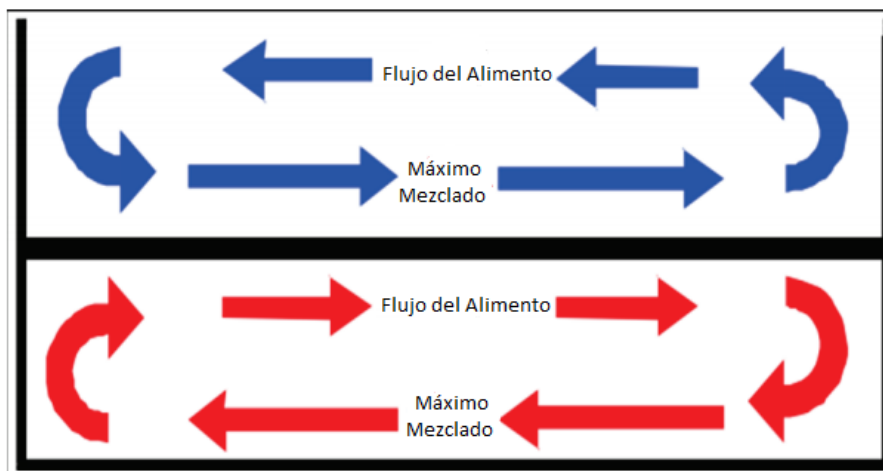 Flujo del Alimento
Máximo
Mezclado
Flujo del Alimento
Máximo
Mezclado